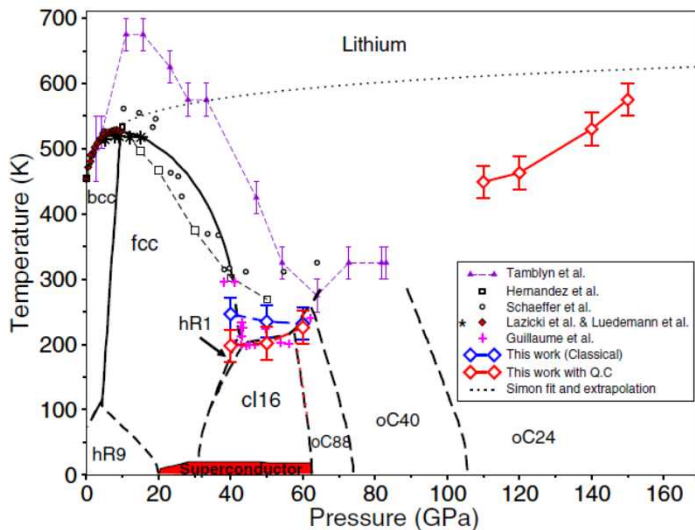 Lithium
700
600
500
400
300
200
100
0
Temperature (K)
bcc
fcc
hR1
cI16
hR9
oC88
oC40
oC24
Superconductor
Tamblyn et al.
Hernandez et al.
Schaeffer et al.
Lazicki et al. & Luedemann et al.
Guillaume et al.
This work (Classical)
This work with Q.C
Simon fit and extrapolation
0 20 40 60 80 100 120 140 160
Pressure (GPa)